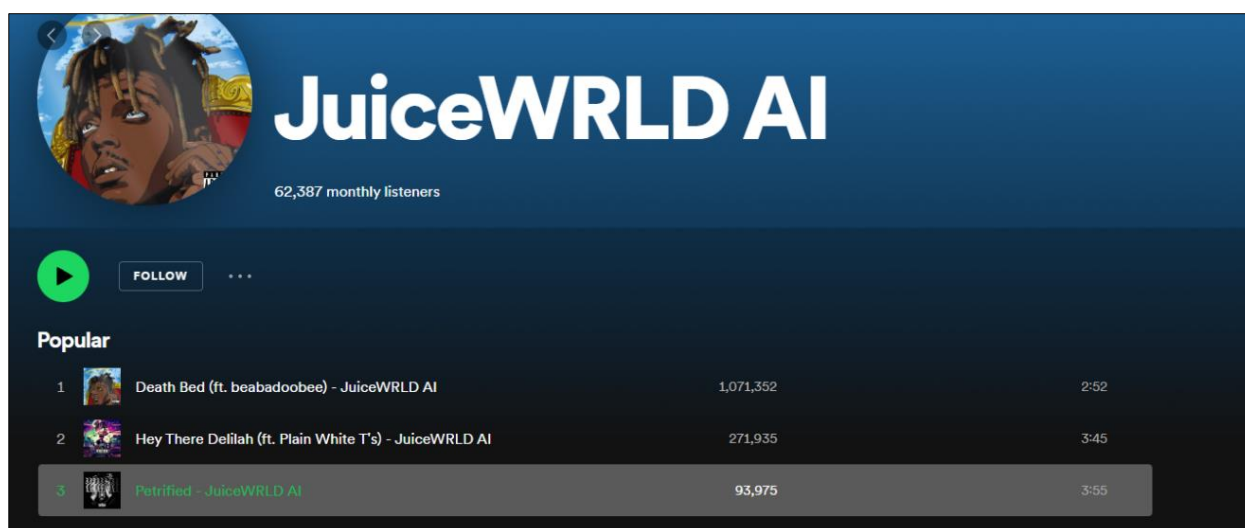 JuiceWRLD AI
62,387 monthly listeners
FOLLOW
Popular
1 Death Bed (ft. beabadoobee) - JuiceWRLD AI 1,071,352 2:52
2 Hey There Delilah (ft. Plain White T's) - JuiceWRLD AI 271,935 3:45
3 Petrified - JuiceWRLD AI 93,975 3:55